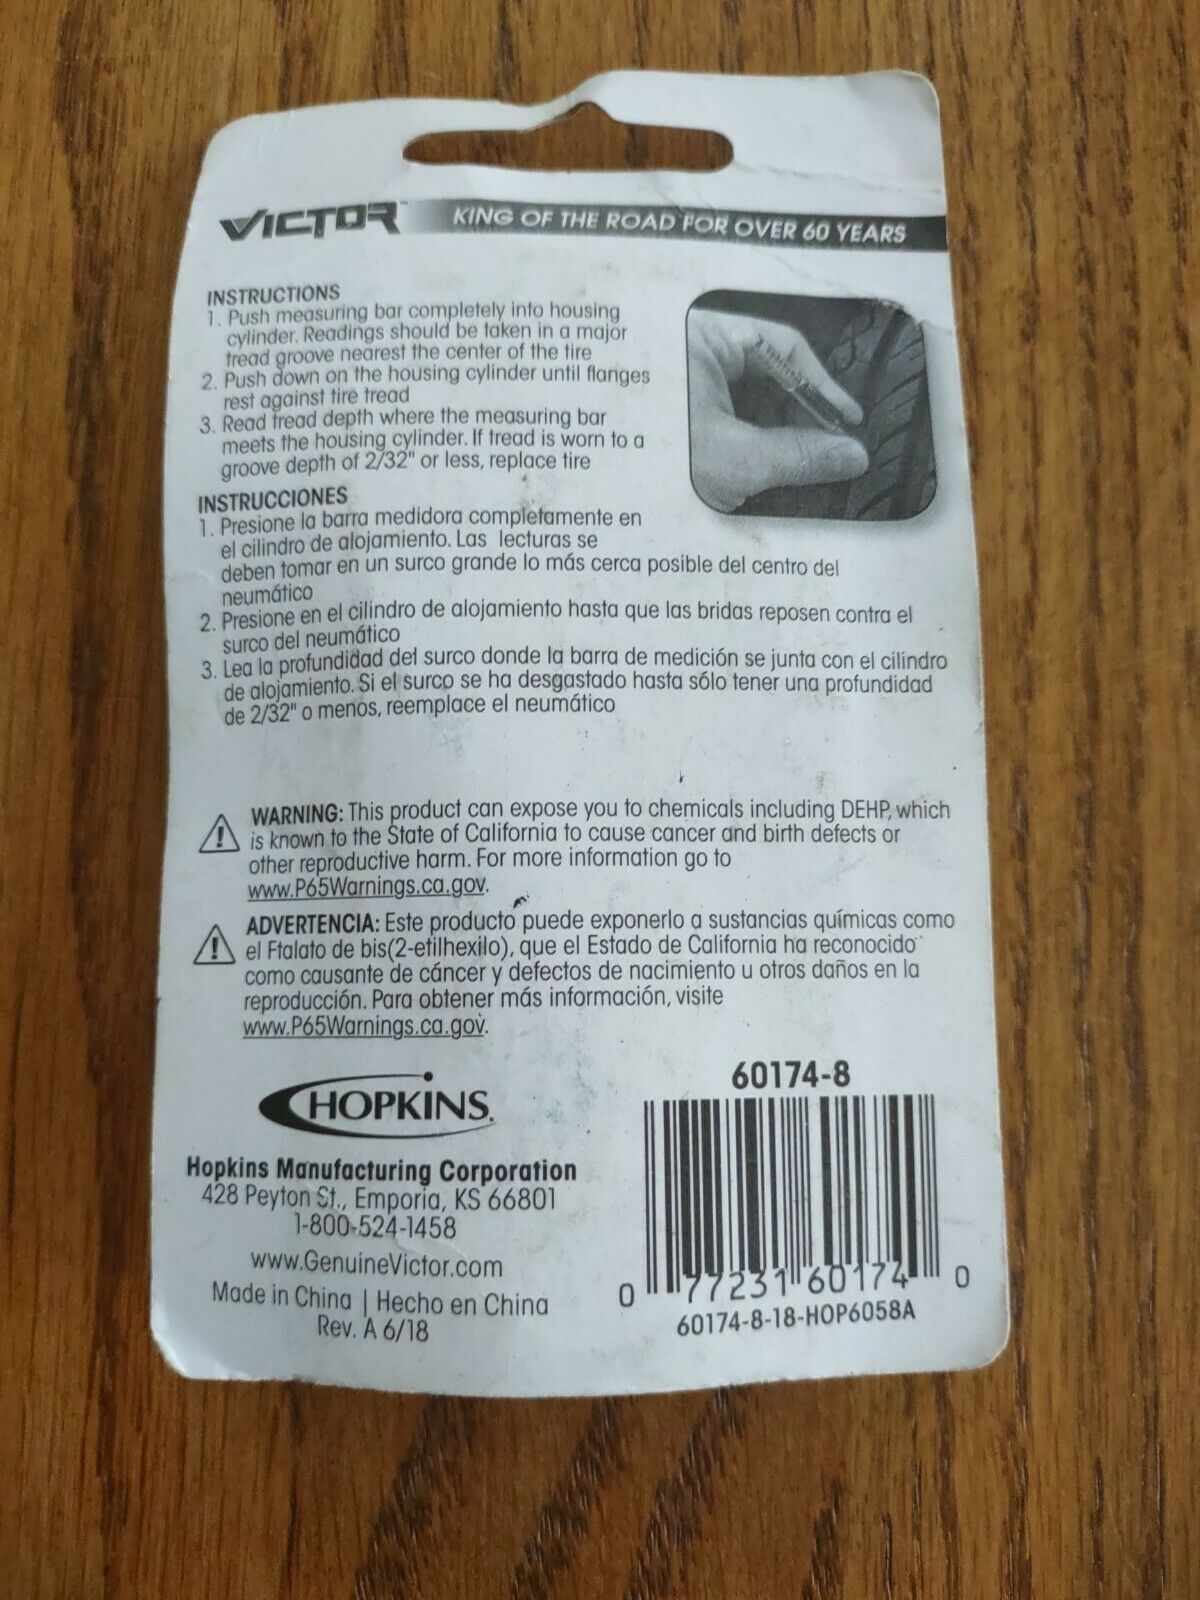 VICTOR™ KING OF THE ROAD FOR OVER 60 YEARS
INSTRUCTIONS
1. Push measuring bar completely into housing
cylinder. Readings should be taken in a major
tread groove nearest the center of the tire
2. Push down on the housing cylinder until flanges
rest against tire tread
3. Read tread depth where the measuring bar
meets the housing cylinder. If tread is worn to a
groove depth of 2/32" or less, replace tire
INSTRUCCIONES
1. Presione la barra medidora completamente en
el cilindro de alojamiento. Las lecturas se
deben tomar en un surco grande lo más cerca posible del centro del
neumático
2. Presione en el cilindro de alojamiento hasta que las bridas reposen contra el
surco del neumático
3. Lea la profundidad del surco donde la barra de medición se junta con el cilindro
de alojamiento. Si el surco se ha desgastado hasta sólo tener una profundidad
de 2/32" o menos, reemplace el neumático
WARNING: This product can expose you to chemicals including DEHP, which
is known to the State of California to cause cancer and birth defects or
other reproductive harm. For more information go to
www.P65Warnings.ca.gov.
ADVERTENCIA: Este producto puede exponerlo a sustancias químicas como
el Ftalato de bis(2-etilhexilo), que el Estado de California ha reconocido
como causante de cáncer y defectos de nacimiento u otros daños en la
reproducción. Para obtener más información, visite
www.P65Warnings.ca.gov.
HOPKINS.
Hopkins Manufacturing Corporation
428 Peyton St., Emporia, KS 66801
1-800-524-1458
www.GenuineVictor.com
Made in China | Hecho en China
Rev. A 6/18
60174-8
0 77231 60174 0
60174-8-18-HOP6058A